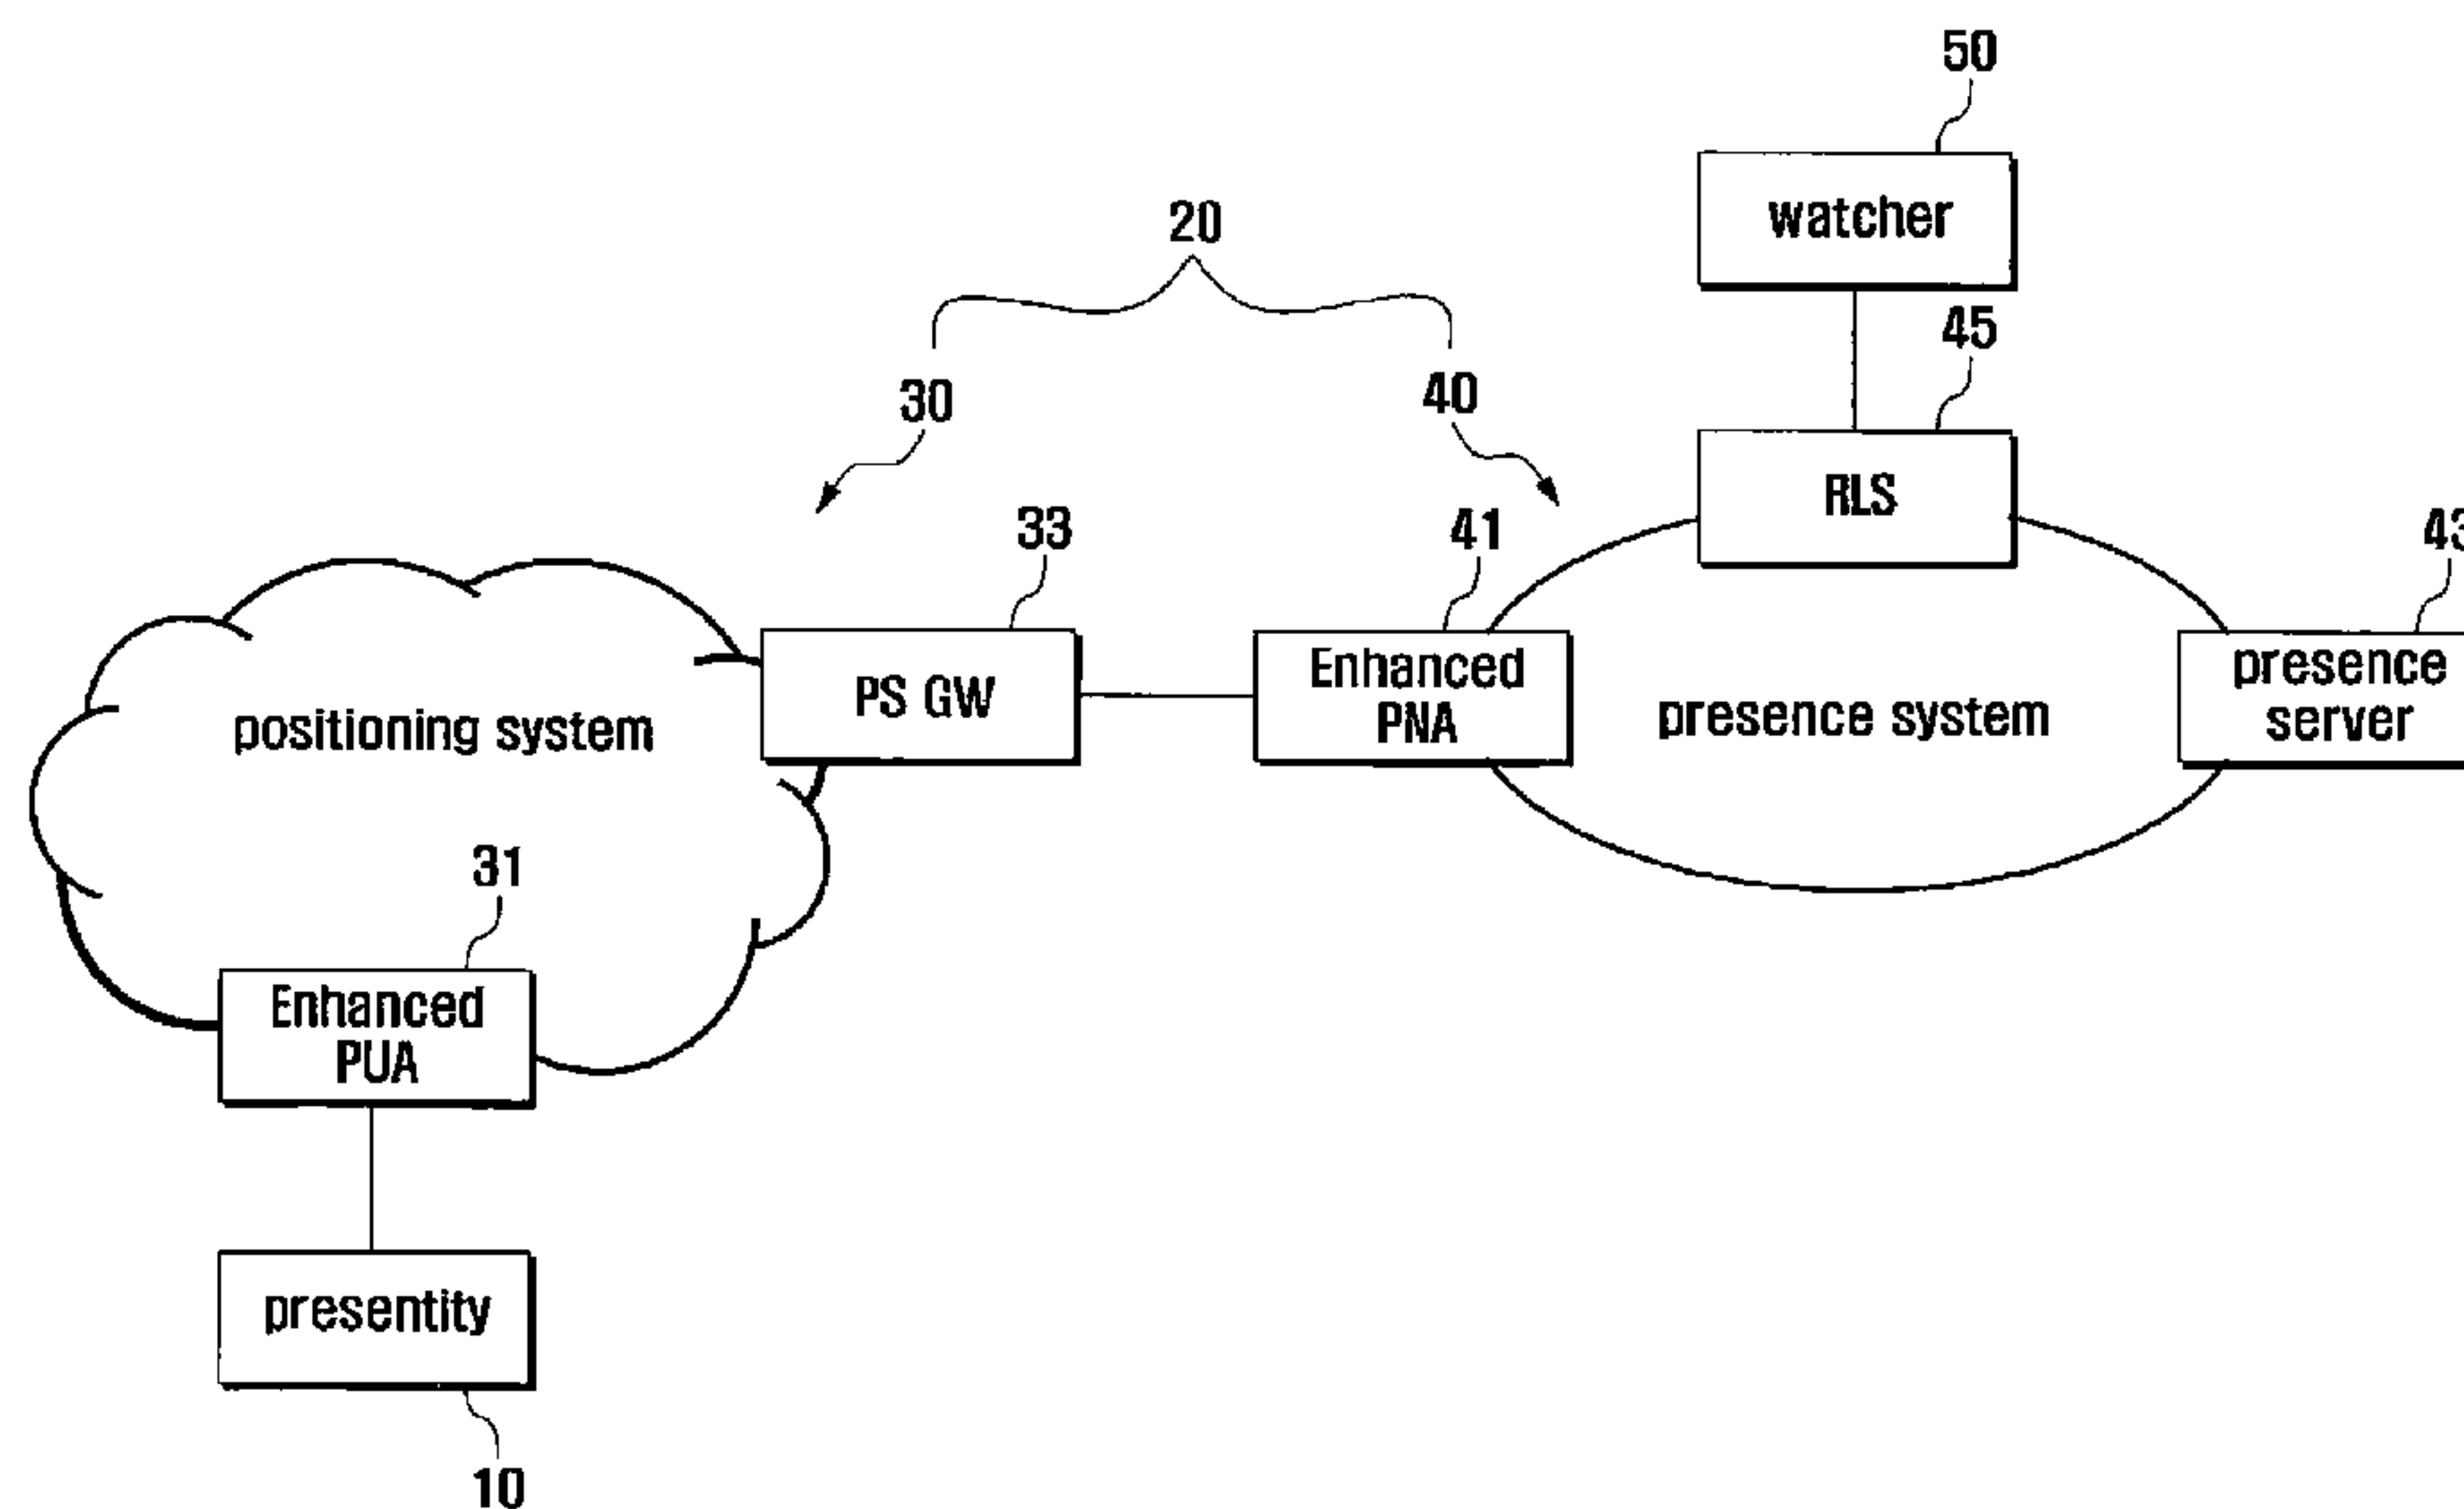 50
watcher
20
45
30
40
RLS
33
41
43
PS GW
Enhanced
PNA
presence system
presence
server
positioning system
31
Enhanced
PUA
presentity
10